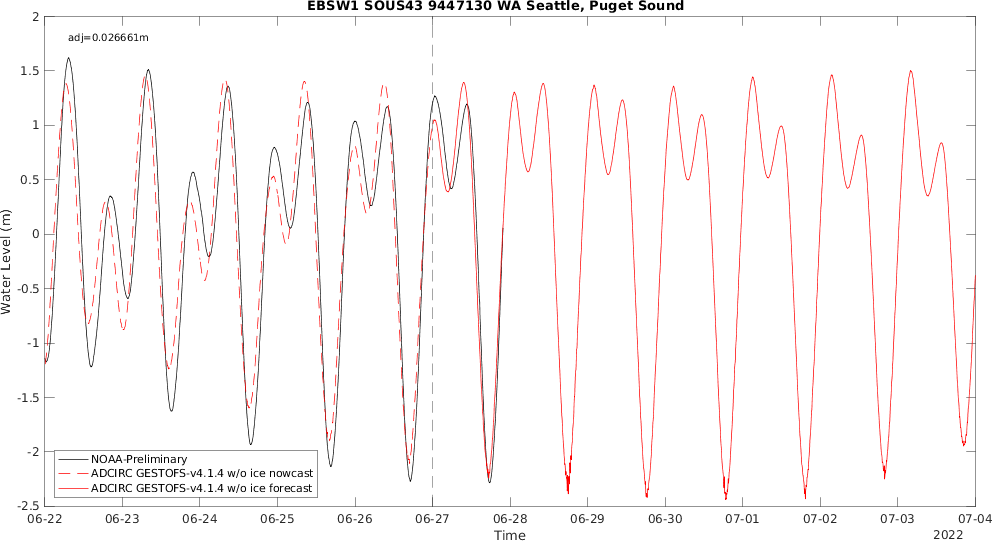 EBSW1 SOUS43 9447130 WA Seattle, Puget Sound
adj=0.026661m
2
1.5
1
0.5
0
-0.5
-1
-1.5
-2
-2.5
Water Level (m)
NOAA-Preliminary
ADCIRC GESTOFS-v4.1.4 w/o ice nowcast
ADCIRC GESTOFS-v4.1.4 w/o ice forecast
06-22 06-23 06-24 06-25 06-26 06-27 06-28 06-29 06-30 07-01 07-02 07-03 07-04
Time
2022